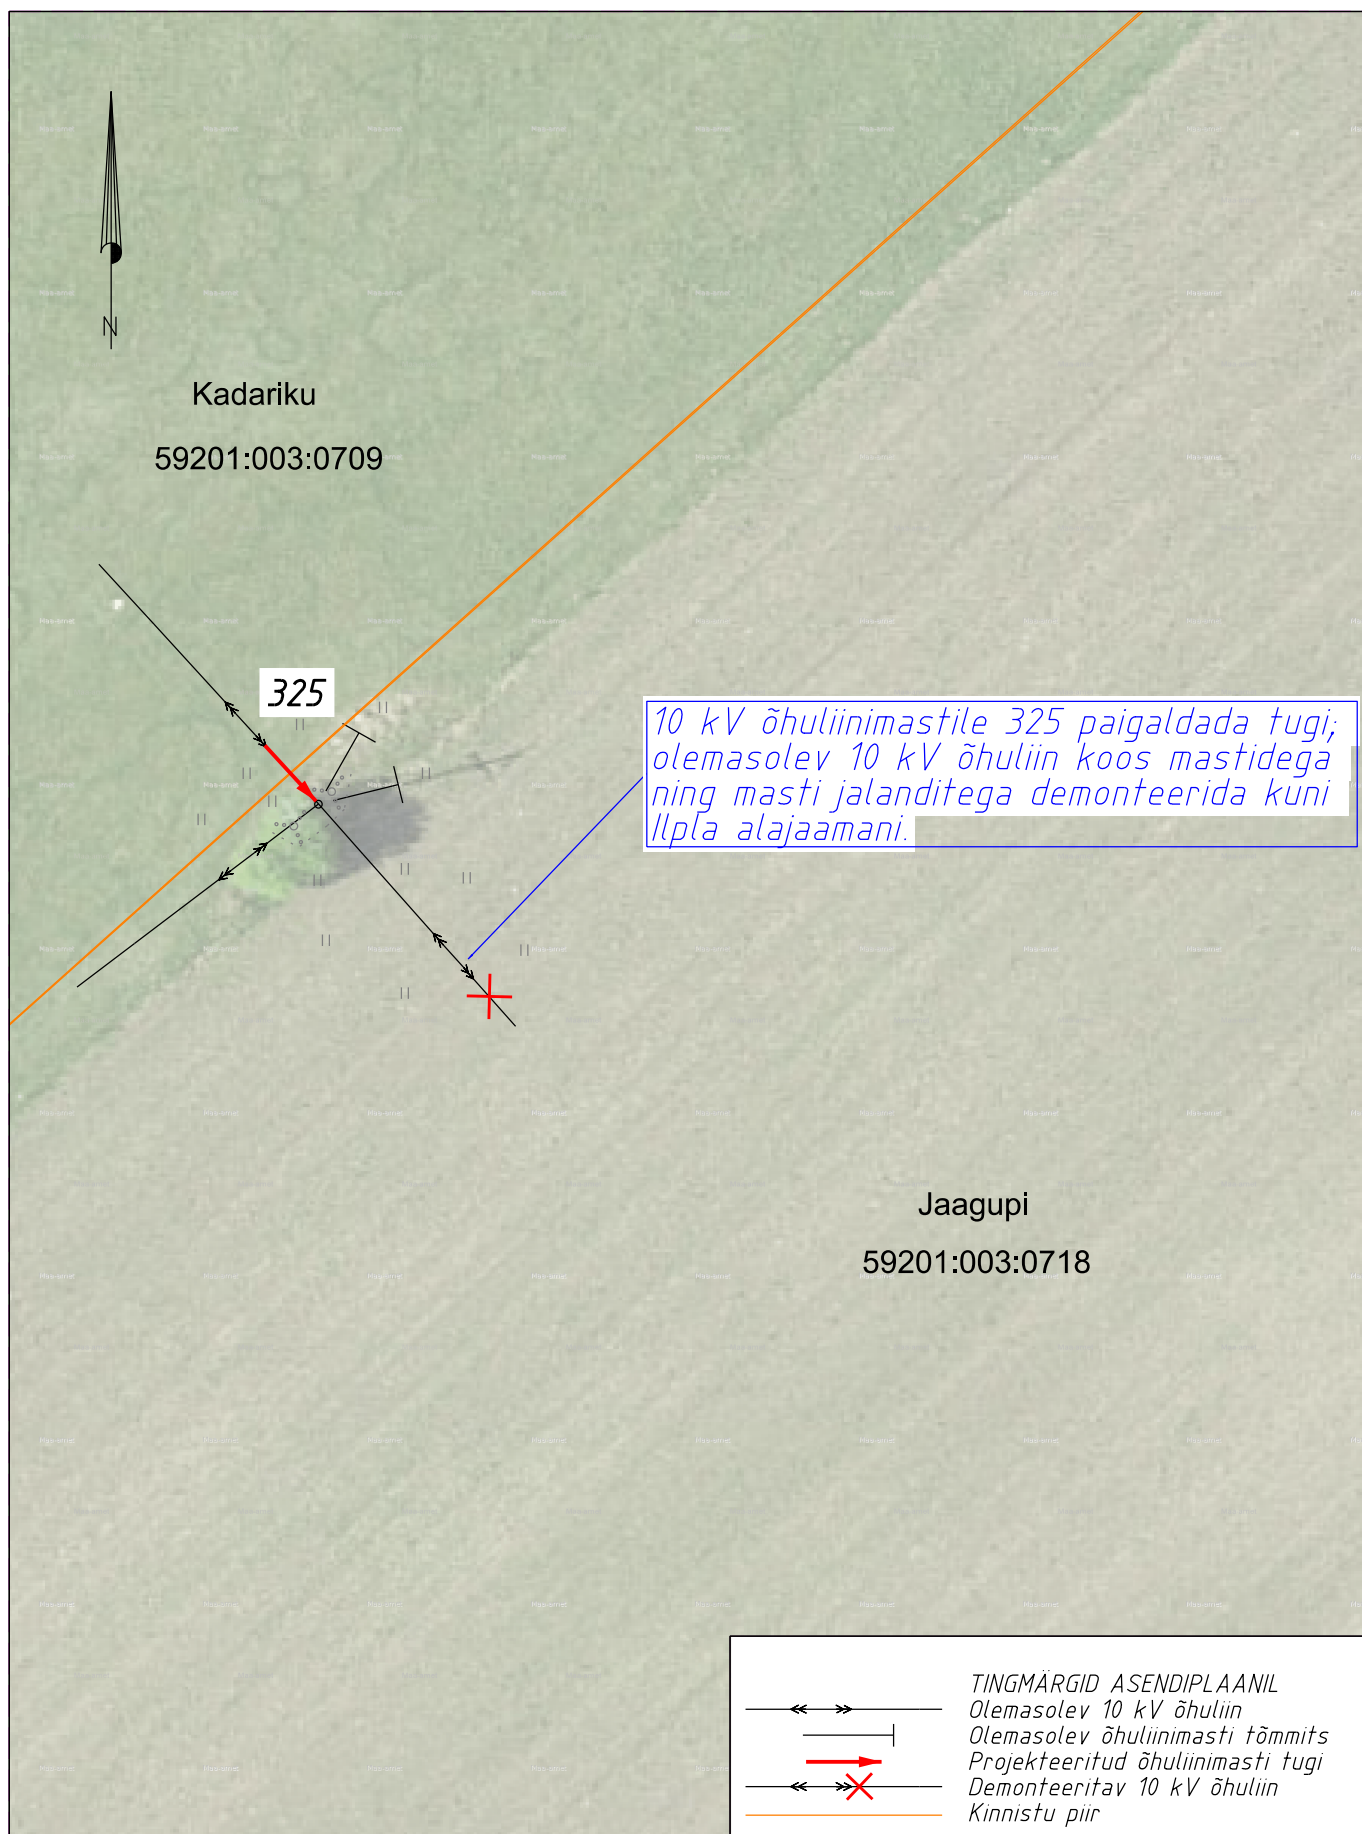 N
Kadariku
59201:003:0709
325
10 kV õhuliinimastile 325 paigaldada tugi;
olemasolev 10 kV õhuliin koos mastidega
ning masti jalanditega demonteerida kuni
Ilpla alajaamani.
Jaagupi
59201:003:0718
TINGMÄRGID ASENDIPLAANIL
Olemasolev 10 kV õhuliin
Olemasolev õhuliinimasti tõmmits
Projekteeritud õhuliinimasti tugi
Demonteeritav 10 kV õhuliin
Kinnistu piir